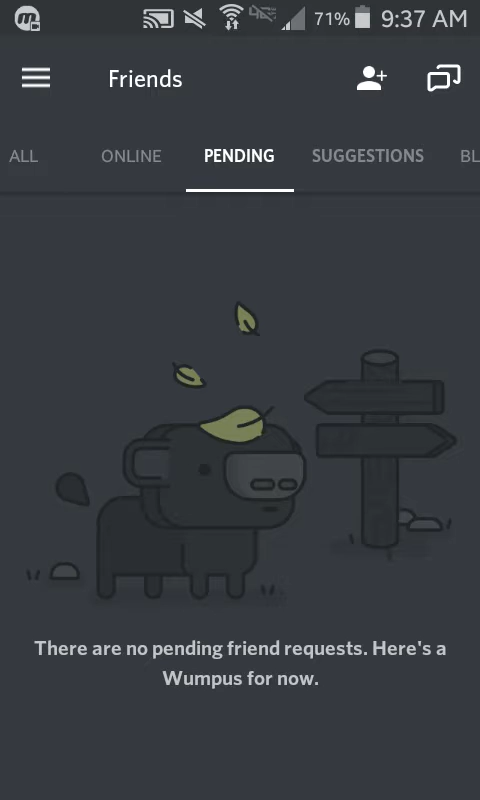 71% 9:37 AM
Friends
ALL ONLINE PENDING SUGGESTIONS BL
There are no pending friend requests. Here's a
Wumpus for now.